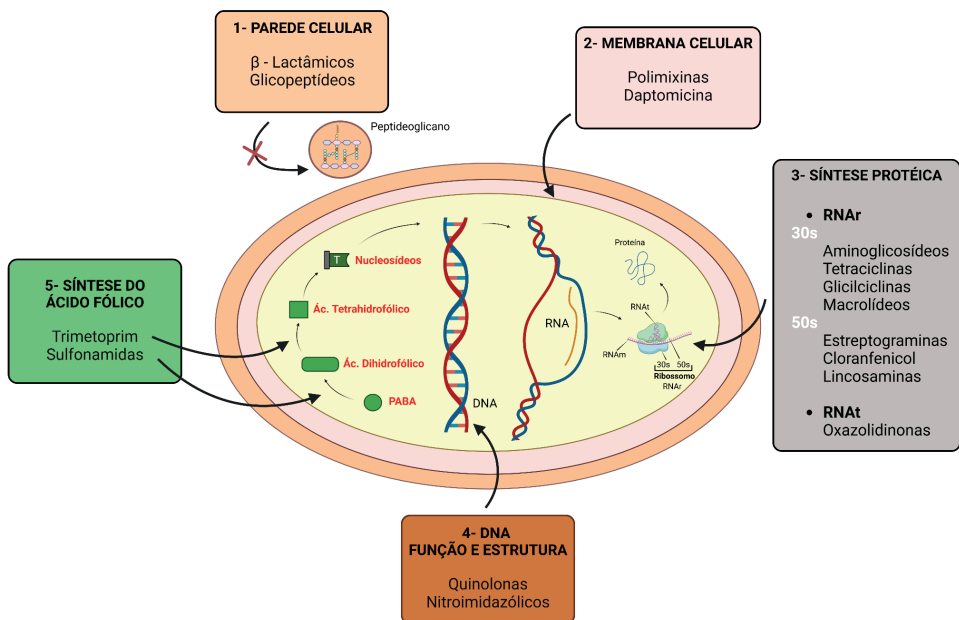 1- PAREDE CELULAR
β - Lactâmicos
Glicopeptídeos
2- MEMBRANA CELULAR
Polimixinas
Daptomicina
Peptideoglicano
3- SÍNTESE PROTÉICA
• RNAr
30s
Aminoglicosídeos
Tetraciclinas
Glicilciclinas
Macrolídeos
50s
Estreptograminas
Cloranfenicol
Lincosaminas
• RNAt
Oxazolidinonas
5- SÍNTESE DO
ÁCIDO FÓLICO
Trimetoprim
Sulfonamidas
T
Nucleosídeos
Ác. Tetrahidrofólico
Ác. Dihidrofólico
PABA
DNA
RNA
Proteína
RNAt
RNAm
30s 50s
Ribossomo
RNAr
4- DNA
FUNÇÃO E ESTRUTURA
Quinolonas
Nitroimidazólicos